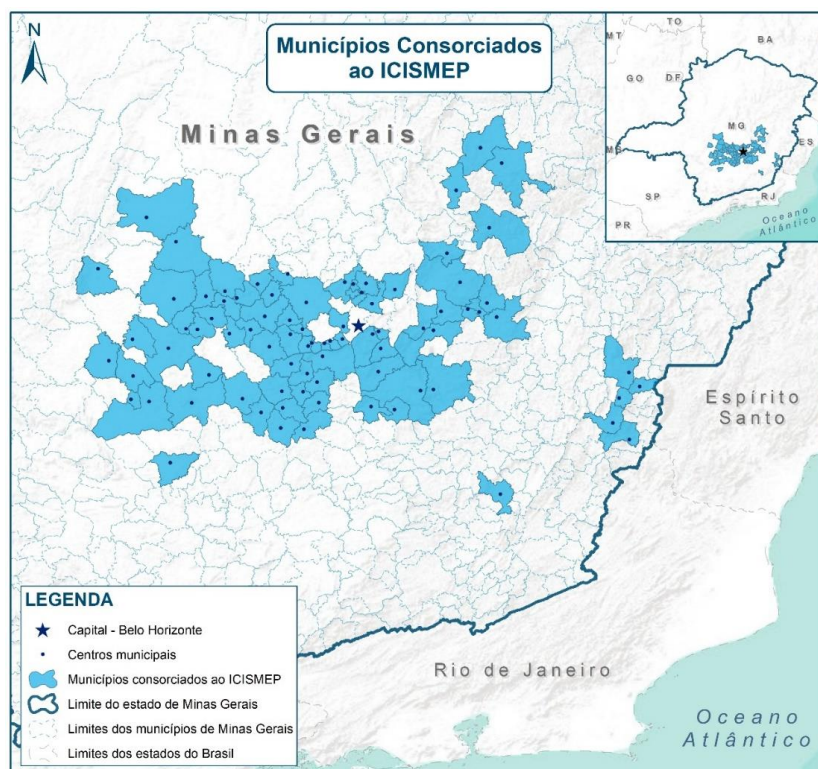 N
Municípios Consorciados
ao ICISMEP
Minas Gerais
TO
MT
BA
GO
DF
MG
MS
ES
SP
RJ
PR
Oceano
Atlântico
Espírito
Santo
Rio de Janeiro
Oceano
Atlântico
LEGENDA
Capital - Belo Horizonte
Centros municipais
Municípios consorciados ao ICISMEP
Limite do estado de Minas Gerais
Limites dos municípios de Minas Gerais
Limites dos estados do Brasil